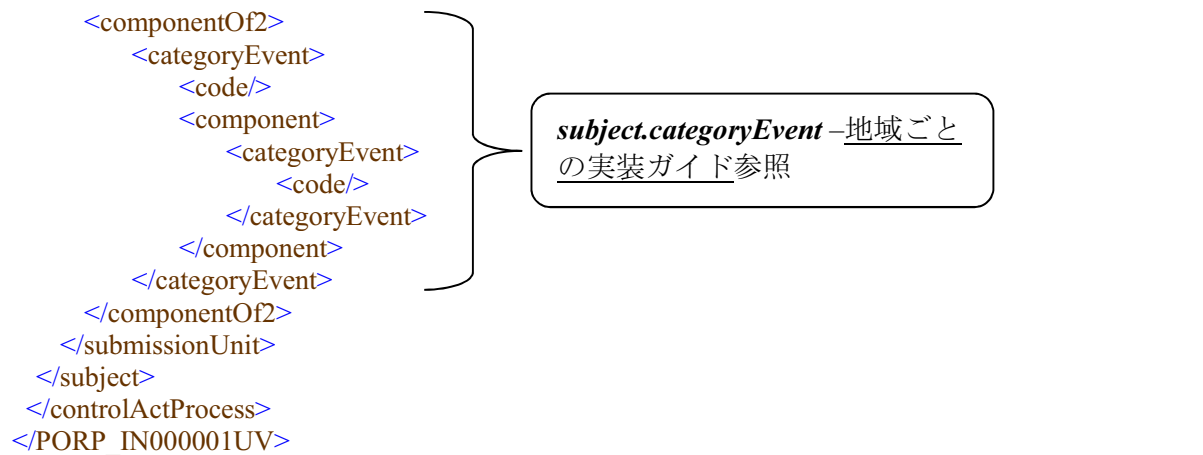 <componentOf2>
<categoryEvent>
<code/>
<component>
<categoryEvent>
<code/>
</categoryEvent>
</component>
</categoryEvent>
</componentOf2>
</submissionUnit>
</subject>
</controlActProcess>
</PORP_IN000001UV>
subject.categoryEvent –地域ごと
の実装ガイド参照